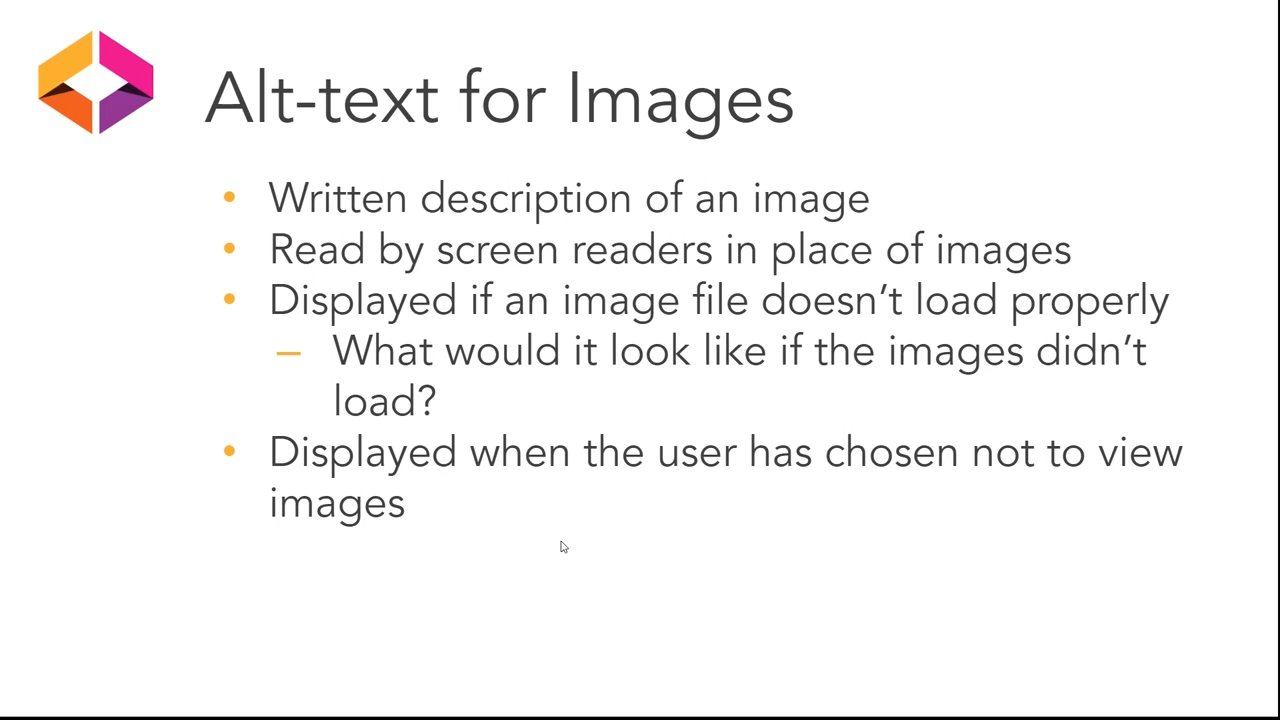 Alt-text for Images
• Written description of an image
• Read by screen readers in place of images
• Displayed if an image file doesn’t load properly
– What would it look like if the images didn’t
load?
• Displayed when the user has chosen not to view
images